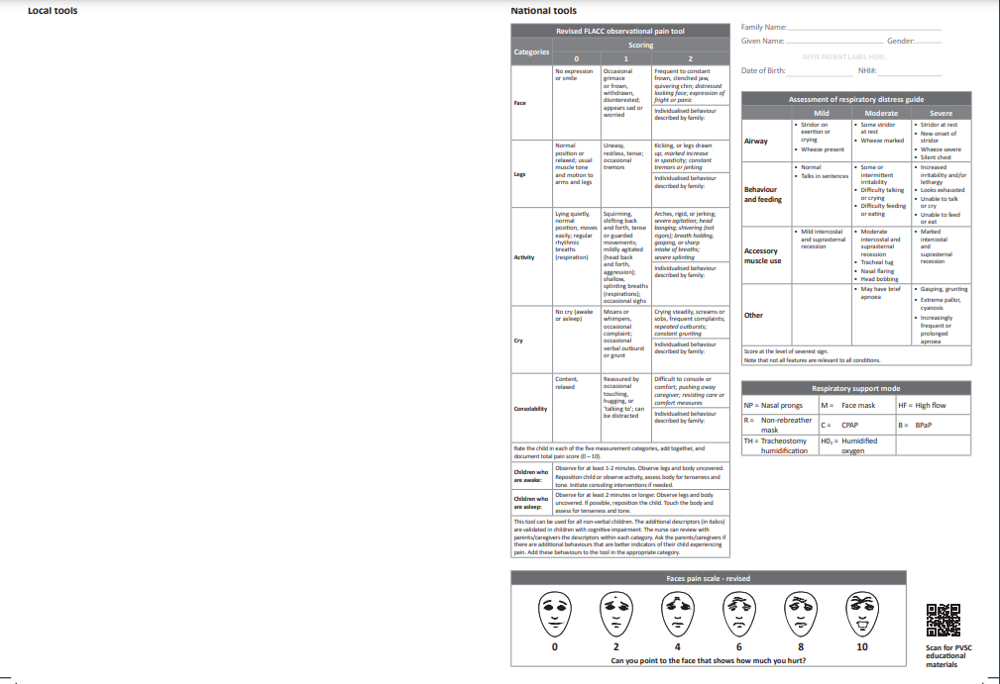 Local tools
National tools
Revised FLACC observational pain tool
Categories
Scoring
0 1 2
Face
No expression
or smile
Occasional
grimace
or frown,
withdrawn,
disinterested;
appears sad or
worried
Frequent to constant
frown, clenched jaw,
quivering chin; distressed
looking face; expression of
fright or panic
Individualised behaviour
described by family:
Legs
Normal
position or
relaxed; usual
muscle tone
and motion to
arms and legs
Uneasy,
restless, tense;
occasional
tremors
Kicking, or legs drawn
up; marked increase
in spasticity; constant
tremors or jerking
Individualised behaviour
described by family:
Activity
Lying quietly,
normal
position, moves
easily; regular
rhythmic
breaths
(respiration)
Squirming,
shifting back
and forth, tense
or guarded
movements;
mildly agitated
(head back
and forth,
aggression);
shallow,
splinting breaths
(respirations);
occasional sighs
Arches, rigid, or jerking;
severe agitation; head
banging; shivering (not
rigors); breath holding,
gasping, or sharp
intake of breaths;
severe splinting
Individualised behaviour
described by family:
Cry
No cry (awake
or asleep)
Moans or
whimpers,
occasional
complaint;
occasional
verbal outburst
or grunt
Crying steadily, screams or
sobs, frequent complaints;
repeated outbursts;
constant grunting
Individualised behaviour
described by family:
Consolability
Content,
relaxed
Reassured by
occasional
touching,
hugging, or
'talking to'; can
be distracted
Difficult to console or
comfort; pushing away
caregiver; resisting care or
comfort measures
Individualised behaviour
described by family:
Rate the child in each of the five measurement categories, add together, and
document total pain score (0 – 10).
Children who
are awake:
Observe for at least 1-2 minutes. Observe legs and body uncovered.
Reposition child or observe activity, assess body for tenseness and
tone. Initiate consoling interventions if needed.
Children who
are asleep:
Observe for at least 2 minutes or longer. Observe legs and body
uncovered. If possible, reposition the child. Touch the body and
assess for tenseness and tone.
This tool can be used for all non-verbal children. The additional descriptors (in italics)
are validated in children with cognitive impairment. The nurse can review with
parents/caregivers the descriptors within each category. Ask the parents/caregivers if
there are additional behaviours that are better indicators of their child experiencing
pain. Add these behaviours to the tool in the appropriate category.
Family Name:
Given Name: Gender:
AFFIX PATIENT LABEL HERE.
Date of Birth: NHI#:
Assessment of respiratory distress guide
Mild Moderate Severe
Airway
• Stridor on
exertion or
crying
• Wheeze present
• Some stridor
at rest
• Wheeze marked
• Stridor at rest
• New onset of
stridor
• Wheeze severe
• Silent chest
Behaviour
and feeding
• Normal
• Talks in sentences
• Some or
intermittent
irritability
• Difficulty talking
or crying
• Difficulty feeding
or eating
• Increased
irritability and/or
lethargy
• Looks exhausted
• Unable to talk
or cry
• Unable to feed
or eat
Accessory
muscle use
• Mild intercostal
and suprasternal
recession
• Moderate
intercostal and
suprasternal
recession
• Tracheal tug
• Nasal flaring
• Head bobbing
• Marked
intercostal
and
suprasternal
recession
Other
• May have brief
apnoea
• Gasping, grunting
• Extreme pallor,
cyanosis
• Increasingly
frequent or
prolonged
apnoea
Score at the level of severest sign.
Note that not all features are relevant to all conditions.
Respiratory support mode
NP = Nasal prongs M = Face mask HF = High flow
R = Non-rebreather
mask
C = CPAP B = BPaP
TH = Tracheostomy
humidification
HO₂ = Humidified
oxygen
Faces pain scale - revised
0 2 4 6 8 10
Can you point to the face that shows how much you hurt?
Scan for PVSC
educational
materials